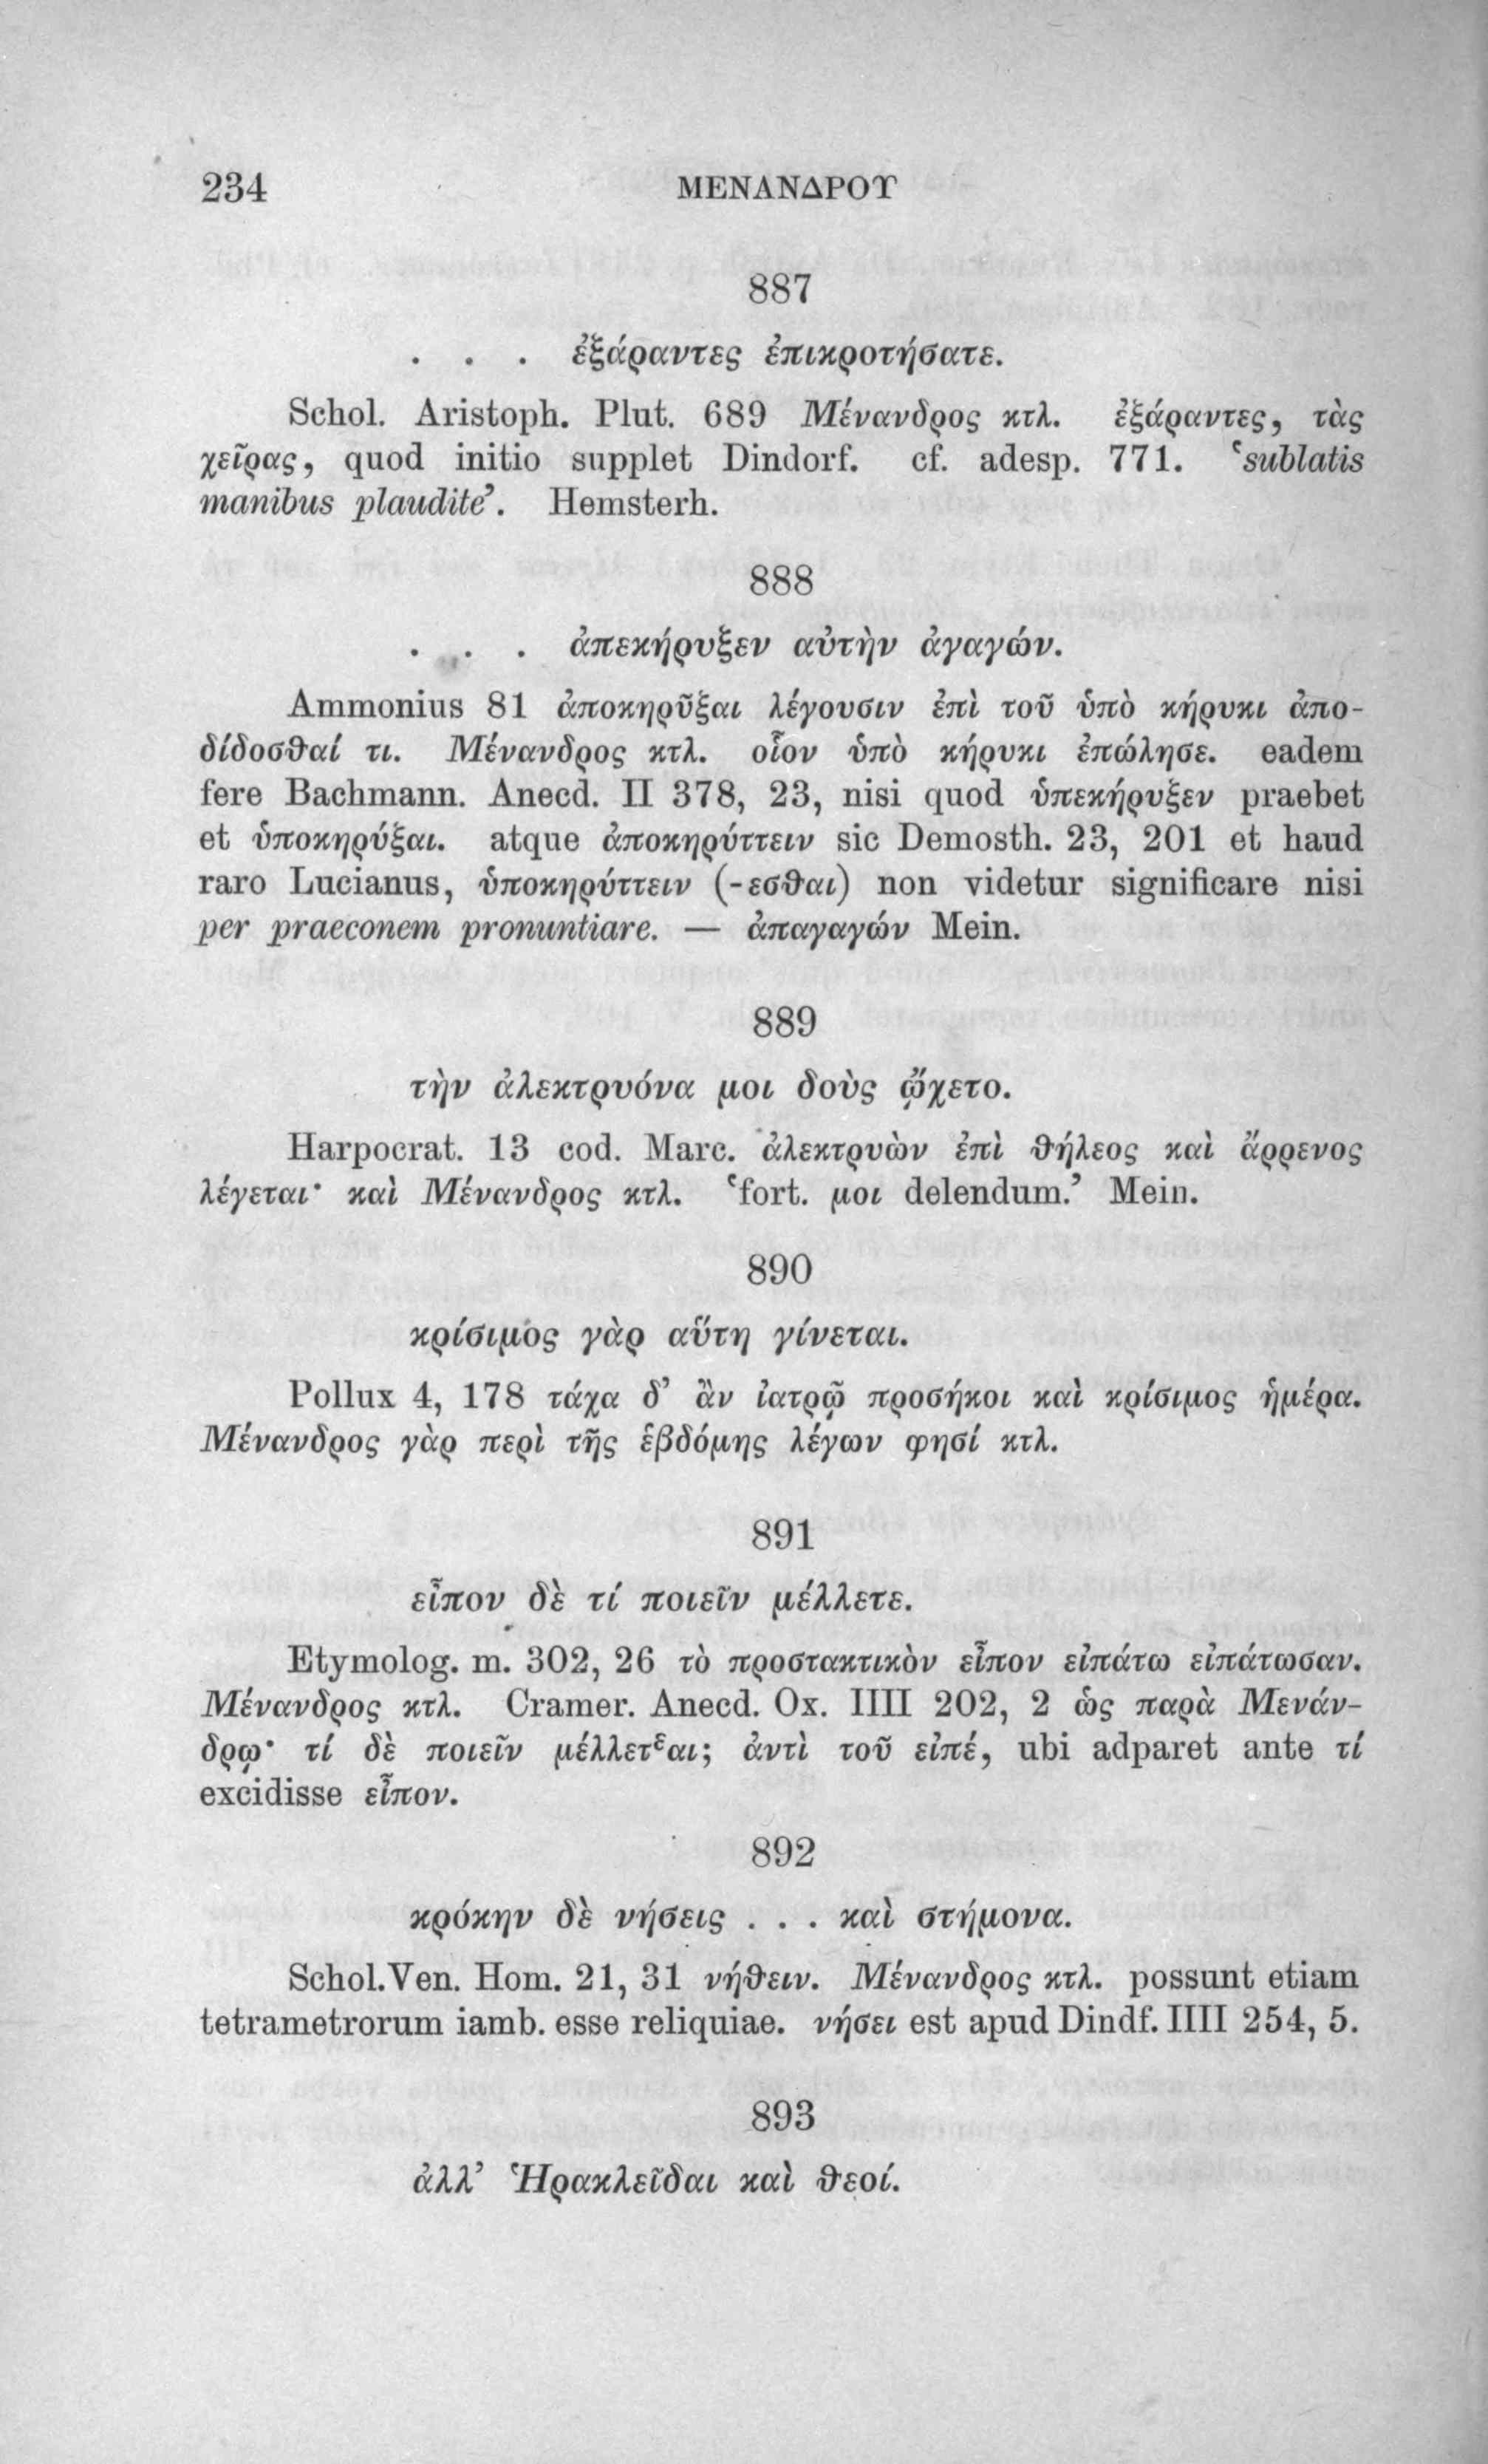 234
ΜΕΝΑΝΔΡΟΥ
887
. . . ἐξάραντες ἐπικροτήσατε.
Schol. Aristoph. Plut. 689 Μένανδρος κτλ. ἐξάραντες, τὰς
χεῖρας, quod initio supplet Dindorf. cf. adesp. 771. ‘sublatis
manibus plaudite’. Hemsterh.
888
. . . ἀπεκήρυξεν αὐτὴν ἀγαγών.
Ammonius 81 ἀποκηρῦξαι λέγουσιν ἐπὶ τοῦ ὑπὸ κήρυκι ἀπο-
δίδοσθαί τι. Μένανδρος κτλ. οἷον ὑπὸ κήρυκι ἐπώλησε. eadem
fere Bachmann. Anecd. II 378, 23, nisi quod ὑπεκήρυξεν praebet
et ὑποκηρύξαι. atque ἀποκηρύττειν sic Demosth. 23, 201 et haud
raro Lucianus, ὑποκηρύττειν (-εσθαι) non videtur significare nisi
per praeconem pronuntiare. — ἀπαγαγών Mein.
889
τὴν ἀλεκτρυόνα μοι δοὺς ᾤχετο.
Harpocrat. 13 cod. Marc. ἀλεκτρυὼν ἐπὶ θήλεος καὶ ἄρρενος
λέγεται· καὶ Μένανδρος κτλ. ‘fort. μοι delendum.’ Mein.
890
κρίσιμος γὰρ αὕτη γίνεται.
Pollux 4, 178 τάχα δ’ ἂν ἰατρῷ προσήκοι καὶ κρίσιμος ἡμέρα.
Μένανδρος γὰρ περὶ τῆς ἑβδόμης λέγων φησί κτλ.
891
εἶπον δὲ τί ποιεῖν μέλλετε.
Etymolog. m. 302, 26 τὸ προστακτικὸν εἶπον εἰπάτω εἰπάτωσαν.
Μένανδρος κτλ. Cramer. Anecd. Ox. IIII 202, 2 ὡς παρὰ Μενάν-
δρῳ· τί δὲ ποιεῖν μέλλετ<sup>ε</sup>αι; ἀντὶ τοῦ εἰπέ, ubi adparet ante τί
excidisse εἶπον.
892
κρόκην δὲ νήσεις . . . καὶ στήμονα.
Schol. Ven. Hom. 21, 31 νήθειν. Μένανδρος κτλ. possunt etiam
tetrametrorum iamb. esse reliquiae. νήσει est apud Dindf. IIII 254, 5.
893
ἀλλ’ Ἡρακλεῖδαι καὶ θεοί.